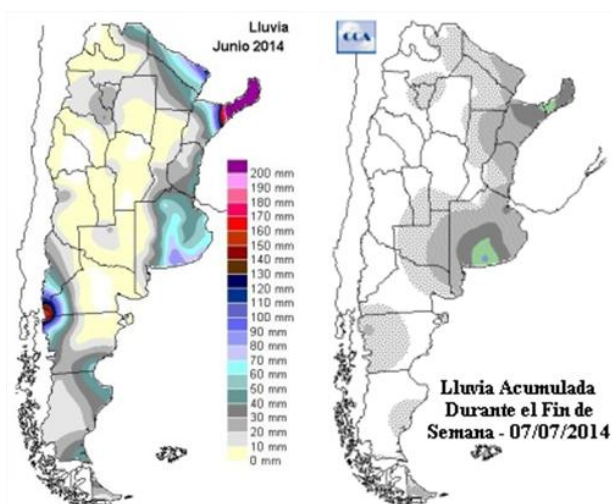 Lluvia
Junio 2014
200 mm
190 mm
180 mm
170 mm
160 mm
150 mm
140 mm
130 mm
120 mm
110 mm
100 mm
90 mm
80 mm
70 mm
60 mm
50 mm
40 mm
30 mm
20 mm
10 mm
0 mm
CCA
Lluvia Acumulada
Durante el Fin de
Semana - 07/07/2014